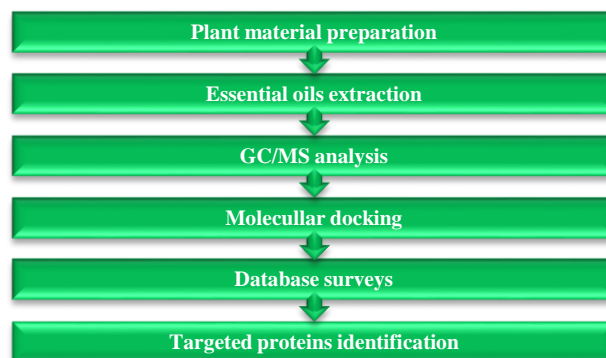 Plant material preparation
Essential oils extraction
GC/MS analysis
Molecullar docking
Database surveys
Targeted proteins identification